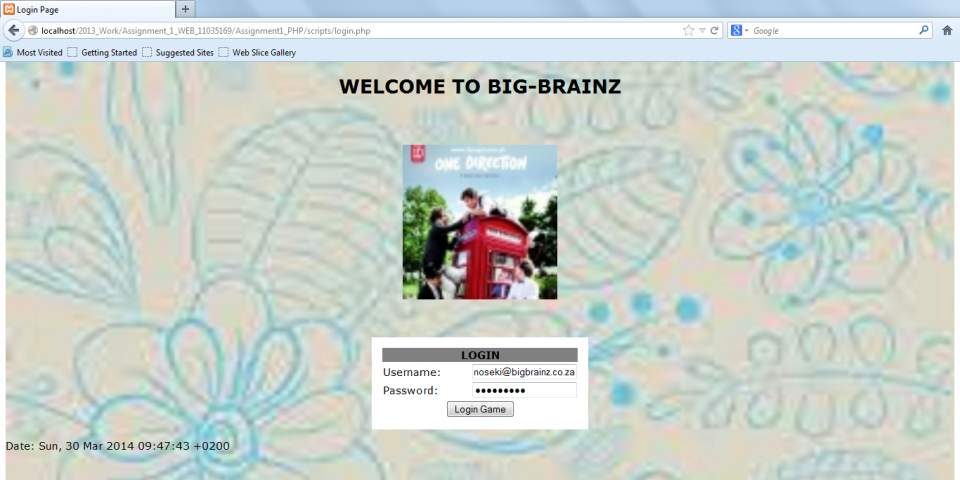 Login Page
localhost/2013_Work/Assignment_1_WEB_11035169/Assignment1_PHP/scripts/login.php
Google
Most Visited Getting Started Suggested Sites Web Slice Gallery
WELCOME TO BIG-BRAINZ
1D
ONE DIRECTION
LOGIN
Username: noseki@bigbrainz.co.za
Password: •••••••••
Login Game
Date: Sun, 30 Mar 2014 09:47:43 +0200